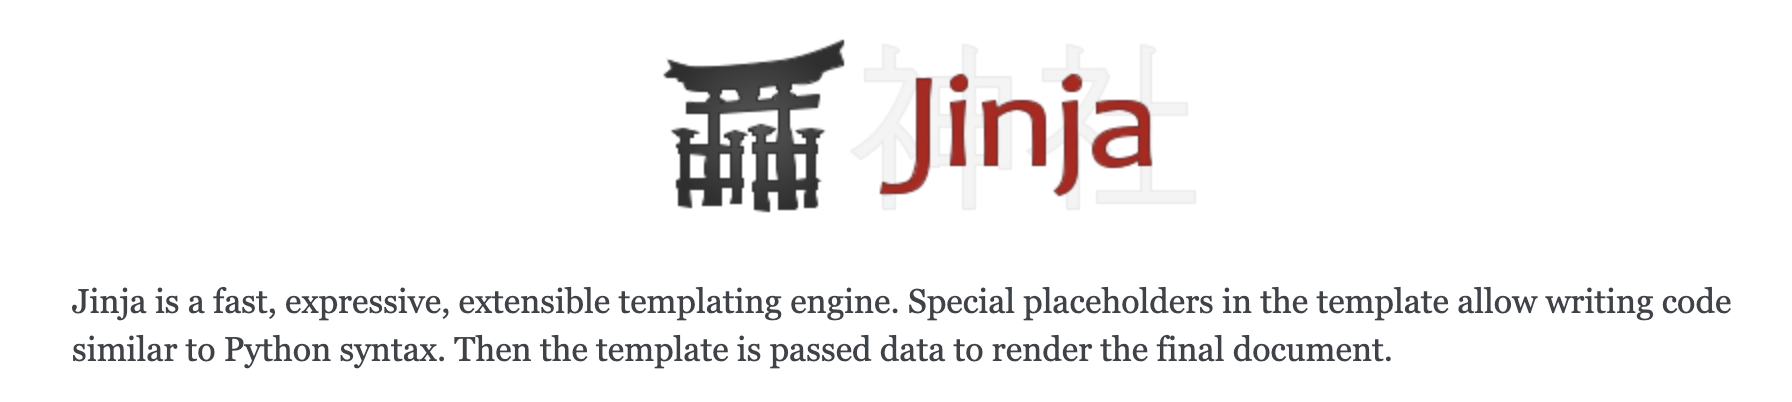 神社
Jinja
Jinja is a fast, expressive, extensible templating engine. Special placeholders in the template allow writing code
similar to Python syntax. Then the template is passed data to render the final document.